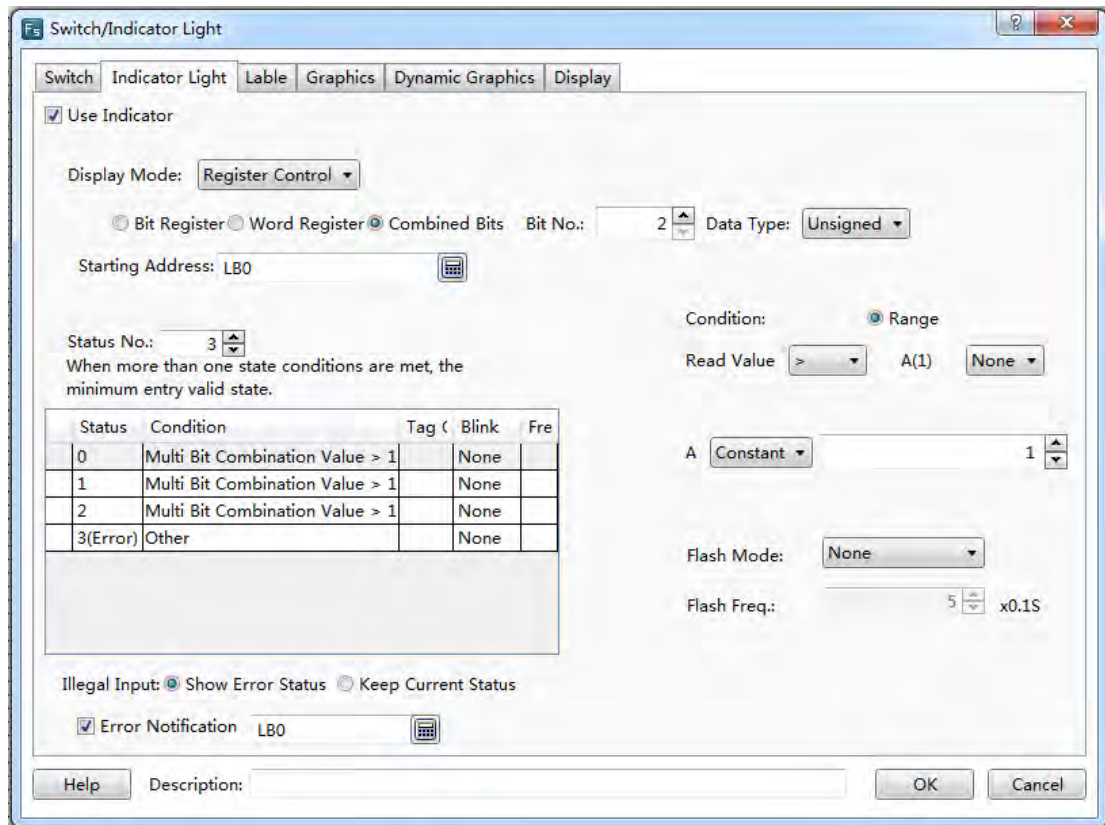 Fs Switch/Indicator Light
Switch Indicator Light Lable Graphics Dynamic Graphics Display
Use Indicator
Display Mode: Register Control
Bit Register Word Register Combined Bits Bit No.: 2 Data Type: Unsigned
Starting Address: LB0
Condition: Range
Status No.: 3
Read Value > A(1) None
When more than one state conditions are met, the
minimum entry valid state.
Status Condition Tag ( Blink Fre
0 Multi Bit Combination Value > 1 None
A Constant 1
1 Multi Bit Combination Value > 1 None
2 Multi Bit Combination Value > 1 None
3(Error) Other None
Flash Mode: None
Flash Freq.: 5 x0.1S
Illegal Input: Show Error Status Keep Current Status
Error Notification LB0
Help Description: OK Cancel